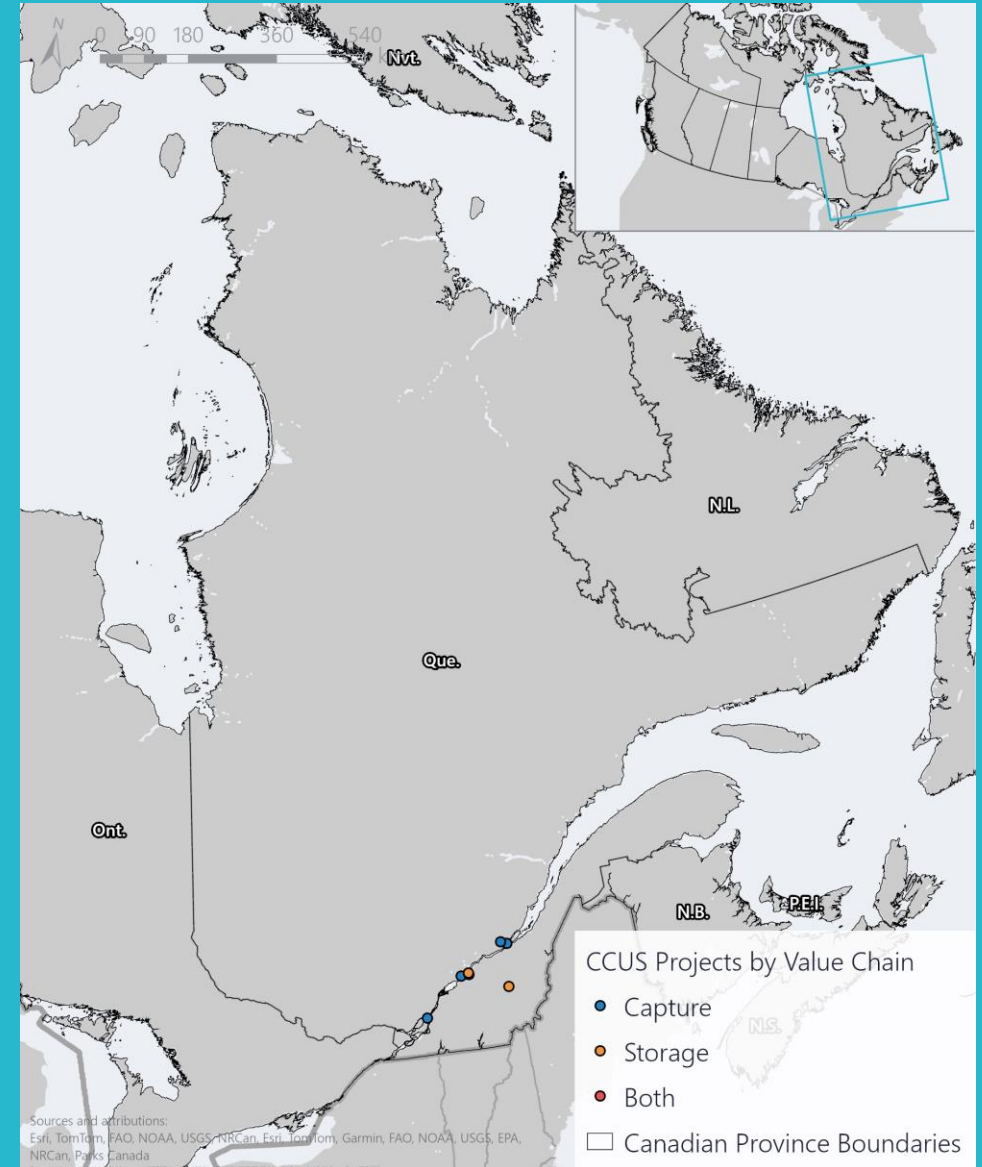 N
0 90 180 360 540
Nvt.
N.L.
Que.
Ont.
N.B.
P.E.I.
CCUS Projects by Value Chain
Capture
N.S.
Storage
Both
Canadian Province Boundaries
Sources and attributions:
Esri, TomTom, FAO, NOAA, USGS, NRCan, Esri, TomTom, Garmin, FAO, NOAA, USGS, EPA,
NRCan, Parks Canada